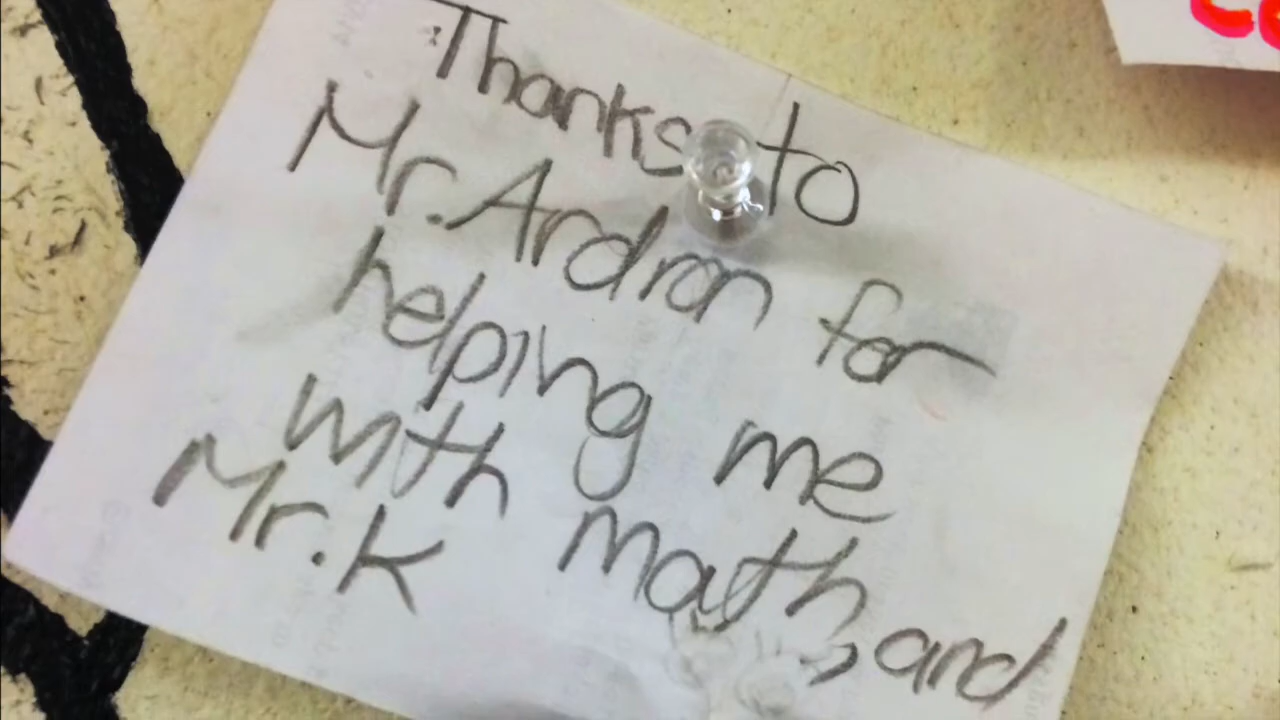 Thanks to
Mr. Ardron for
helping me
with math, and
Mr. K